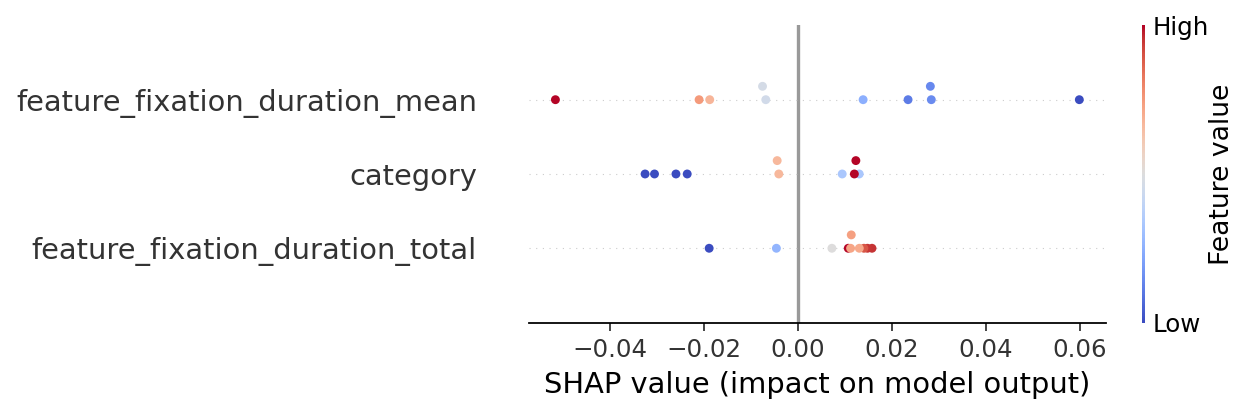 High
feature_fixation_duration_mean
category
feature_fixation_duration_total
Feature value
Low
−0.04 −0.02 0.00 0.02 0.04 0.06
SHAP value (impact on model output)